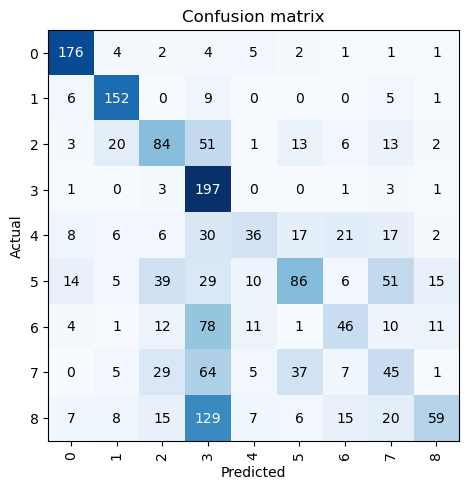 Confusion matrix
0 176 4 2 4 5 2 1 1 1
1 6 152 0 9 0 0 0 5 1
2 3 20 84 51 1 13 6 13 2
3 1 0 3 197 0 0 1 3 1
4 8 6 6 30 36 17 21 17 2
5 14 5 39 29 10 86 6 51 15
6 4 1 12 78 11 1 46 10 11
7 0 5 29 64 5 37 7 45 1
8 7 8 15 129 7 6 15 20 59
Actual
0 1 2 3 4 5 6 7 8
Predicted